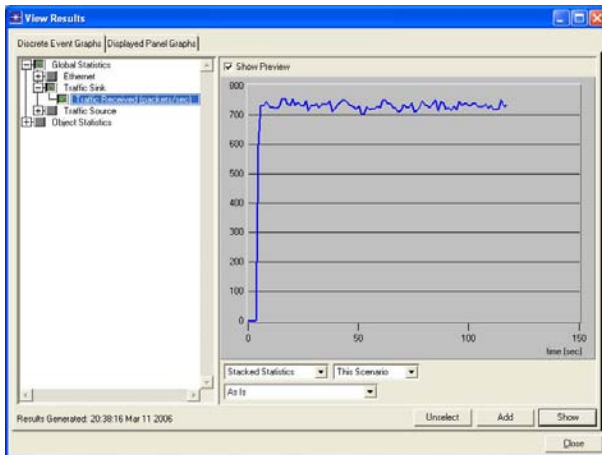 View Results
Discrete Event Graphs Displayed Panel Graphs
Global Statistics
Ethernet
Traffic Sink
Traffic Received (packets/sec)
Traffic Source
Object Statistics
Show Preview
800
700
600
500
400
300
200
100
0
0 50 100 150
time (sec)
Stacked Statistics This Scenario
As Is
Results Generated: 20:38:16 Mar 11 2006
Unselect Add Show
Close